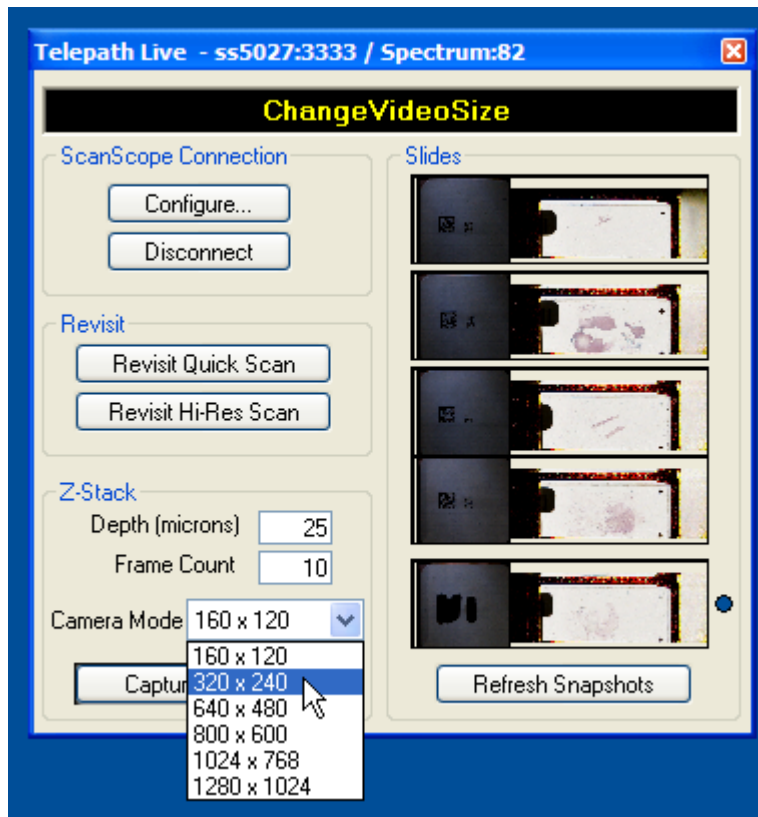 Telepath Live - ss5027:3333 / Spectrum:82
ChangeVideoSize
ScanScope Connection
Configure...
Disconnect
Revisit
Revisit Quick Scan
Revisit Hi-Res Scan
Z-Stack
Depth (microns) 25
Frame Count 10
Camera Mode 160 x 120
160 x 120
320 x 240
640 x 480
800 x 600
1024 x 768
1280 x 1024
Captur
Slides
Refresh Snapshots